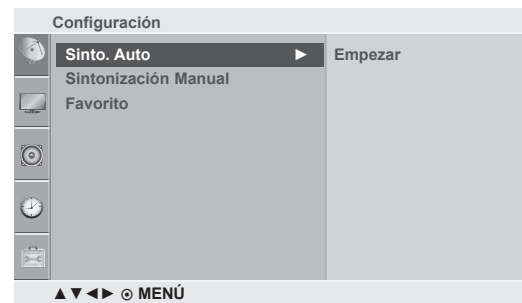 Configuración
Sinto. Auto ► Empezar
Sintonización Manual
Favorito
▲▼◄► ⊙ MENÚ